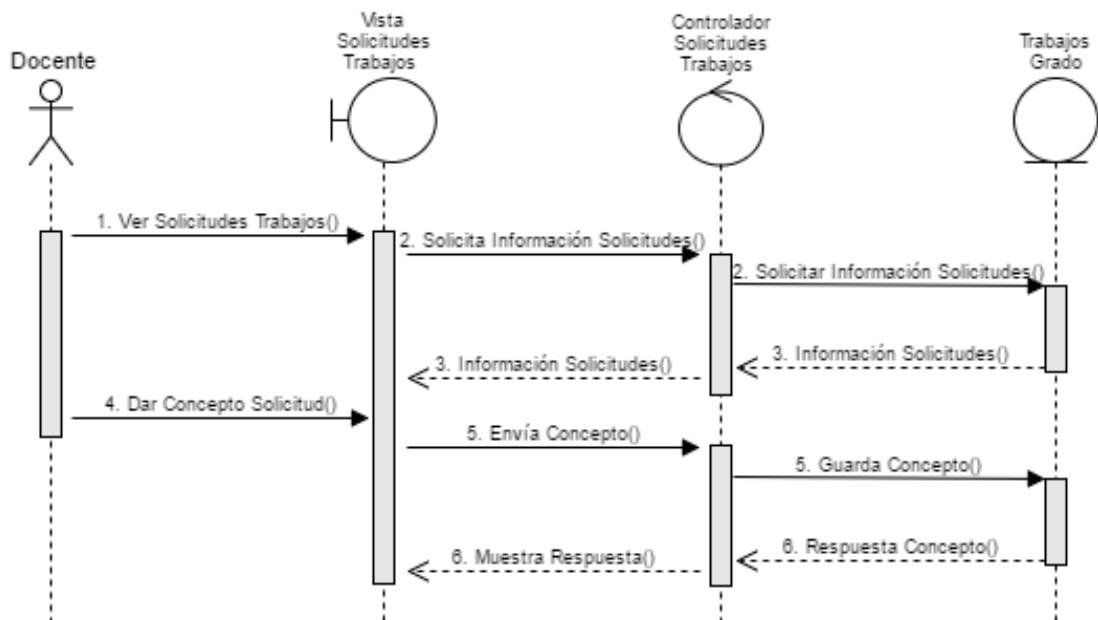 Docente
Vista
Solicitudes
Trabajos
Controlador
Solicitudes
Trabajos
Trabajos
Grado
1. Ver Solicitudes Trabajos()
2. Solicita Información Solicitudes()
2. Solicitar Información Solicitudes()
3. Información Solicitudes()
3. Información Solicitudes()
4. Dar Concepto Solicitud()
5. Envía Concepto()
5. Guarda Concepto()
6. Respuesta Concepto()
6. Muestra Respuesta()